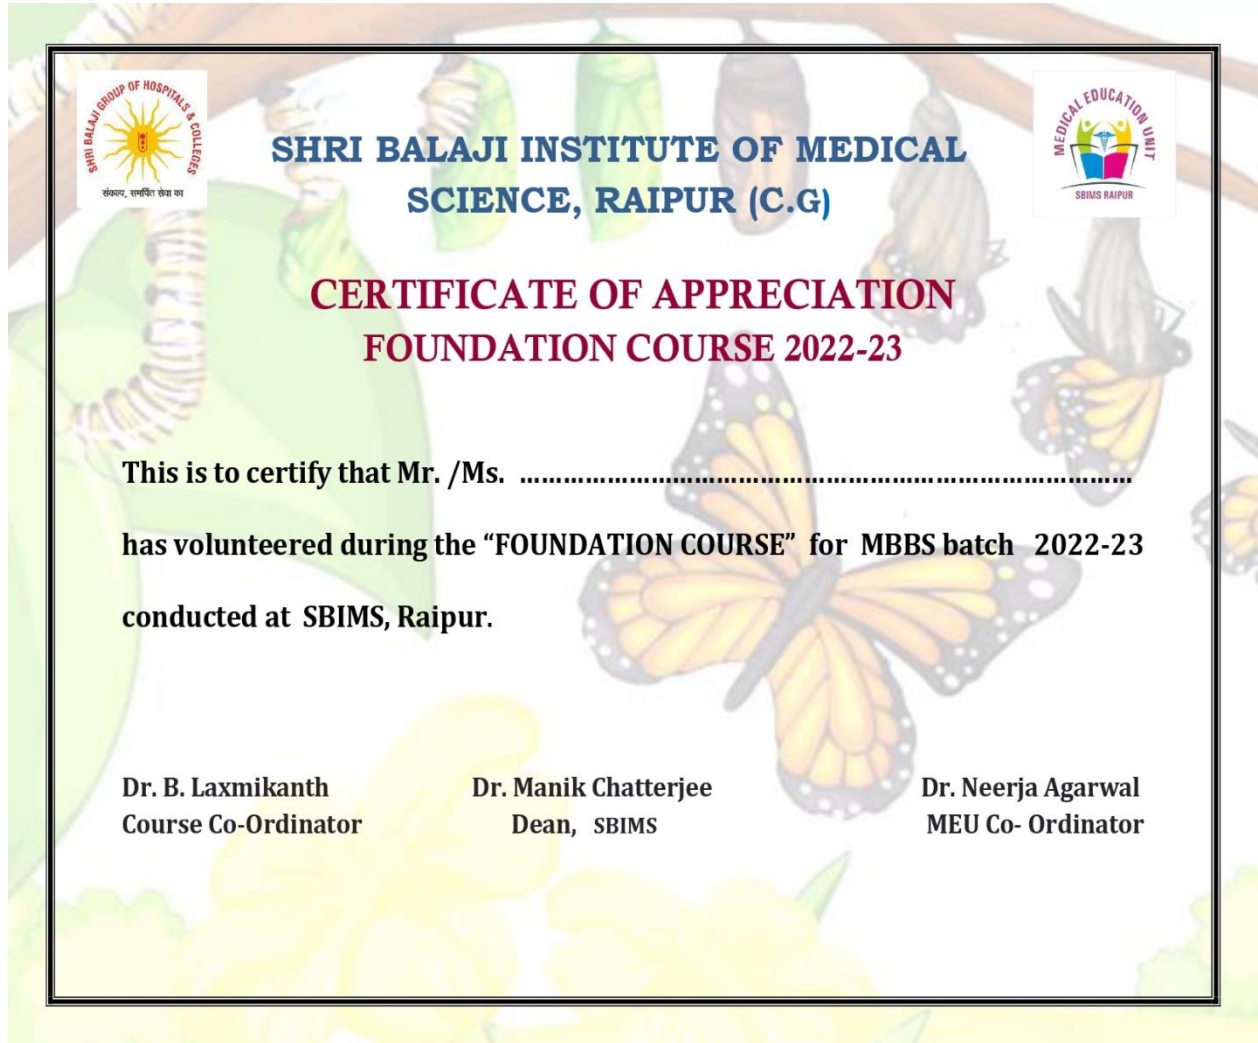 SHRI BALAJI GROUP OF HOSPITALS & COLLEGES
संकल्प, समर्पित सेवा का
MEDICAL EDUCATION UNIT
SBIMS RAIPUR
SHRI BALAJI INSTITUTE OF MEDICAL
SCIENCE, RAIPUR (C.G)
CERTIFICATE OF APPRECIATION
FOUNDATION COURSE 2022-23
This is to certify that Mr. /Ms. ....................................................................................
has volunteered during the “FOUNDATION COURSE” for MBBS batch 2022-23
conducted at SBIMS, Raipur.
Dr. B. Laxmikanth Dr. Manik Chatterjee Dr. Neerja Agarwal
Course Co-Ordinator Dean, SBIMS MEU Co- Ordinator